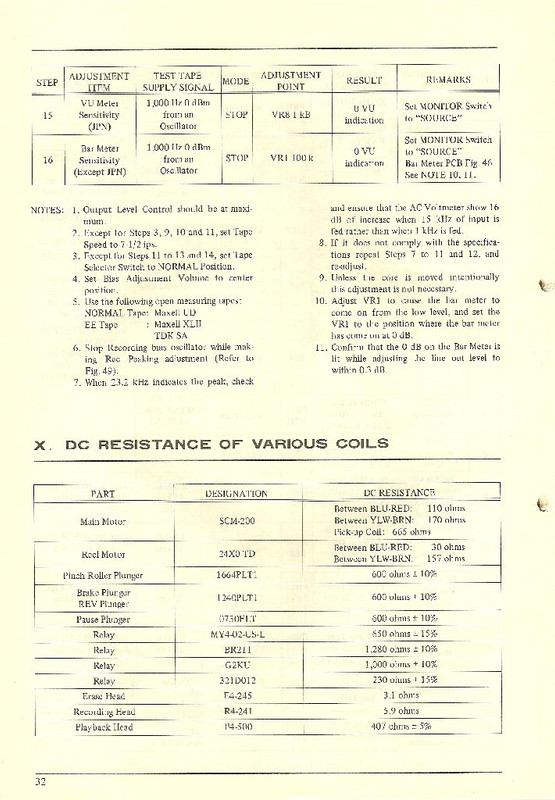 STEP | ADJUSTMENT ITEM | TEST TAPE SUPPLY SIGNAL | MODE | ADJUSTMENT POINT | RESULT | REMARKS
15 | VU Meter Sensitivity (JPN) | 1,000 Hz 0 dBm from an Oscillator | STOP | VR8 1 kB | 0 VU indication | Set MONITOR Switch to "SOURCE"
16 | Bar Meter Sensitivity (Except JPN) | 1,000 Hz 0 dBm from an Oscillator | STOP | VR1 100 k | 0 VU indication | Set MONITOR Switch to "SOURCE" Bar Meter PCB Fig. 46 See NOTE 10, 11.
NOTES: 1. Output Level Control should be at maxi-
mum.
2. Except for Steps 3, 9, 10 and 11, set Tape
Speed to 7-1/2 ips.
3. Except for Steps 11 to 13 and 14, set Tape
Selector Switch to NORMAL Position.
4. Set Bias Adjustment Volume to center
position.
5. Use the following open measuring tapes:
NORMAL Tape: Maxell UD
EE Tape : Maxell XLII
TDK SA
6. Stop Recording bias oscillator while mak-
ing Rec Peaking adjustment (Refer to
Fig. 49).
7. When 23.2 kHz indicates the peak, check
and ensure that the AC Voltmeter show 16
dB of increase when 15 kHz of input is
fed rather than when 1 kHz is fed.
8. If it does not comply with the specifica-
tions repeat Steps 7 to 11 and 12, and
readjust.
9. Unless the core is moved intentionally
this adjustment is not necessary.
10. Adjust VR1 to cause the bar meter to
come on from the low level, and set the
VR1 to the position where the bar meter
has come on at 0 dB.
11. Confirm that the 0 dB on the Bar Meter is
lit while adjusting the line out level to
within 0.3 dB.
X. DC RESISTANCE OF VARIOUS COILS
PART | DESIGNATION | DC RESISTANCE
Main Motor | SCM-200 | Between BLU-RED: 110 ohms
Between YLW-BRN: 170 ohms
Pick-up Coil: 665 ohms
Reel Motor | 24X0 TD | Between BLU-RED: 30 ohms
Between YLW-BRN: 157 ohms
Pinch Roller Plunger | 1664PLT1 | 600 ohms ± 10%
Brake Plunger
REV Plunger | 1240PLT1 | 600 ohms ± 10%
Pause Plunger | 0730PLT | 600 ohms ± 10%
Relay | MY4-02-US-L | 650 ohms ± 15%
Relay | BR211 | 1,280 ohms ± 10%
Relay | G2KU | 1,000 ohms ± 10%
Relay | 321D012 | 230 ohms ± 15%
Erase Head | E4-245 | 3.1 ohms
Recording Head | R4-241 | 5.9 ohms
Playback Head | P4-500 | 407 ohms ± 5%
32